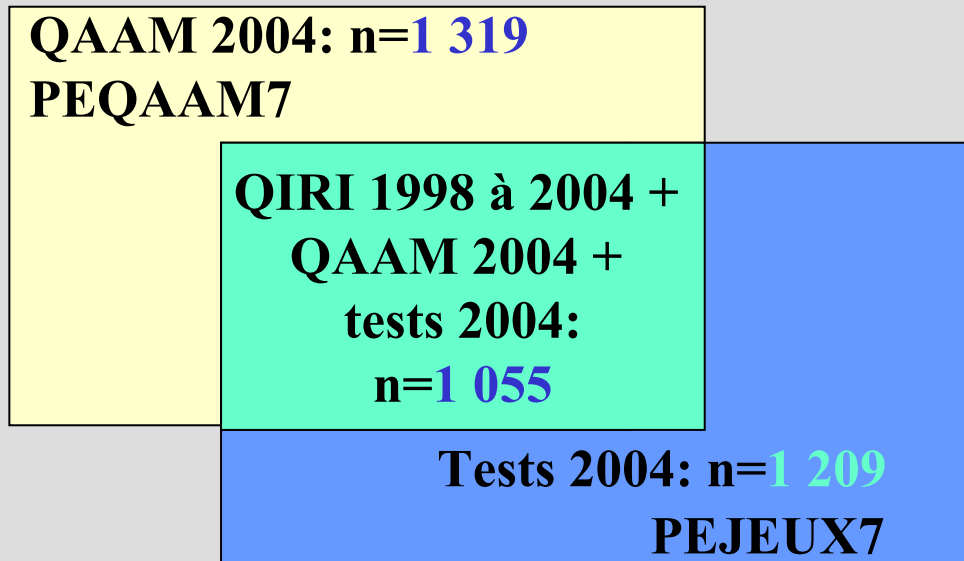 QAAM 2004: n=1 319
PEQAAM7
QIRI 1998 à 2004 +
QAAM 2004 +
tests 2004:
n=1 055
Tests 2004: n=1 209
PEJEUX7